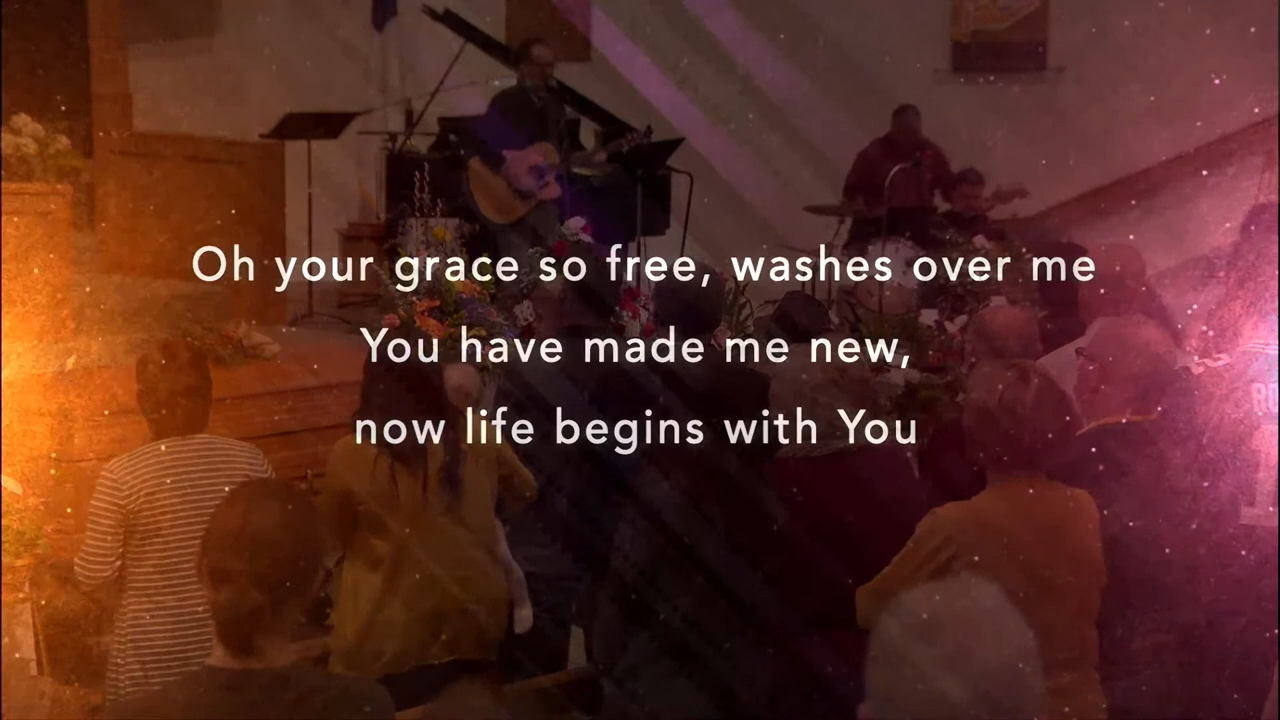 Oh your grace so free, washes over me
You have made me new,
now life begins with You